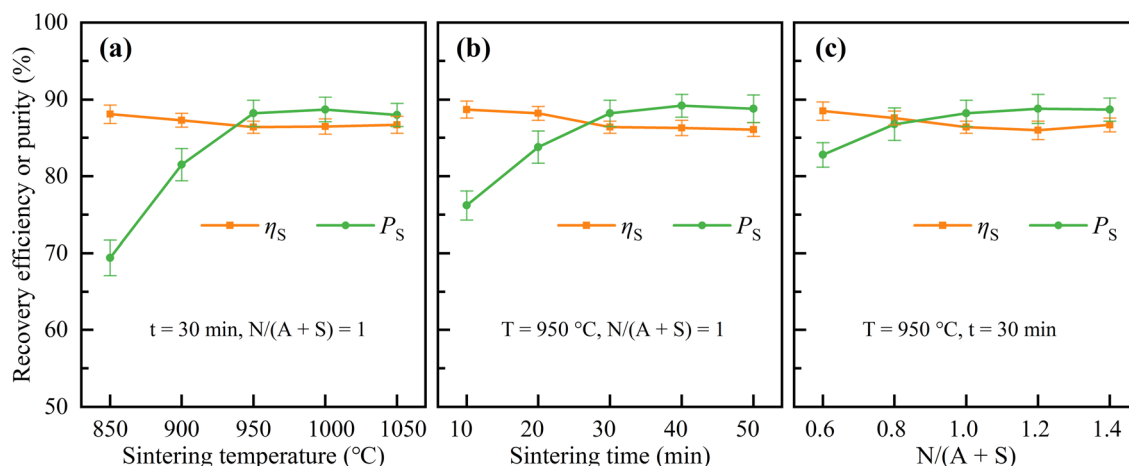 Recovery efficiency or purity (%)
100
90
80
70
60
50
(a)
ηS PS
t = 30 min, N/(A + S) = 1
850 900 950 1000 1050
Sintering temperature (°C)
(b)
ηS PS
T = 950 °C, N/(A + S) = 1
10 20 30 40 50
Sintering time (min)
(c)
ηS PS
T = 950 °C, t = 30 min
0.6 0.8 1.0 1.2 1.4
N/(A + S)